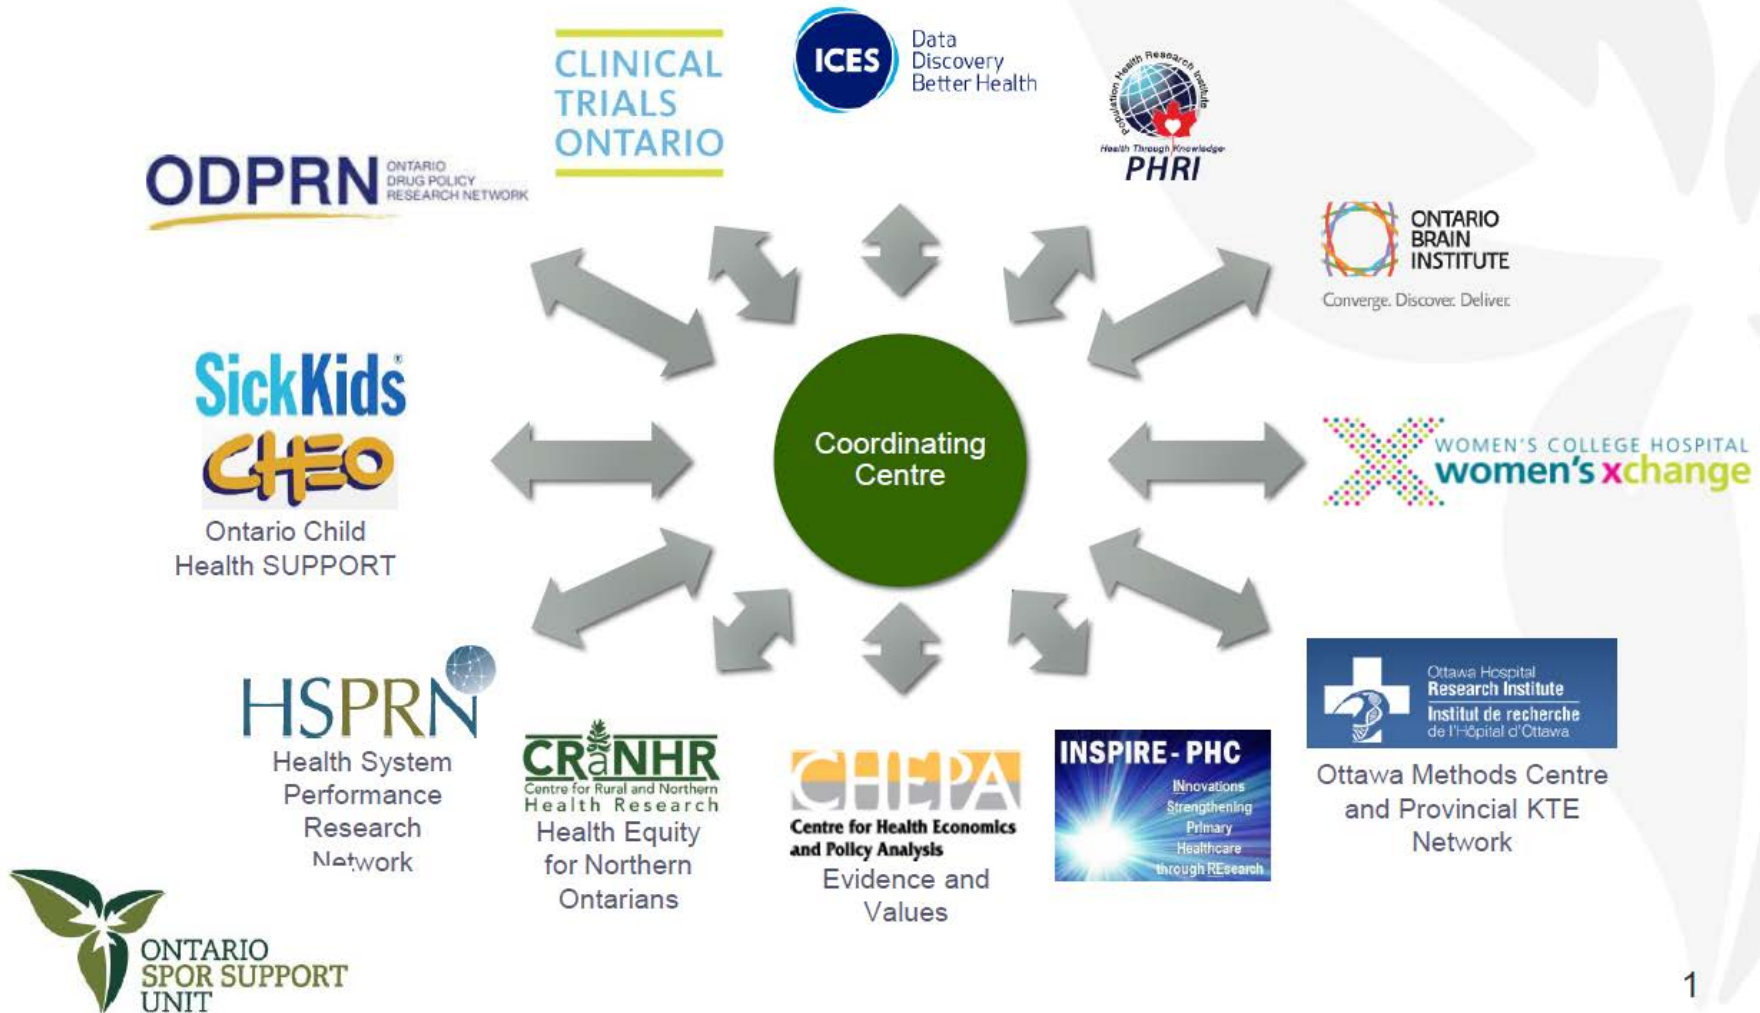 CLINICAL
TRIALS
ONTARIO
ICES
Data
Discovery
Better Health
Population Health Research Institute
Health Through Knowledge
PHRI
ODPRN
ONTARIO
DRUG POLICY
RESEARCH NETWORK
ONTARIO
BRAIN
INSTITUTE
Converge. Discover. Deliver.
SickKids®
CHEO
Ontario Child
Health SUPPORT
Coordinating
Centre
WOMEN'S COLLEGE HOSPITAL
women's xchange
HSPRN
Health System
Performance
Research
Network
CRaNHR
Centre for Rural and Northern
Health Research
Health Equity
for Northern
Ontarians
CHEPA
Centre for Health Economics
and Policy Analysis
Evidence and
Values
INSPIRE - PHC
INnovations
Strengthening
Primary
Healthcare
through REsearch
Ottawa Hospital
Research Institute
Institut de recherche
de l'Hôpital d'Ottawa
Ottawa Methods Centre
and Provincial KTE
Network
ONTARIO
SPOR SUPPORT
UNIT
1